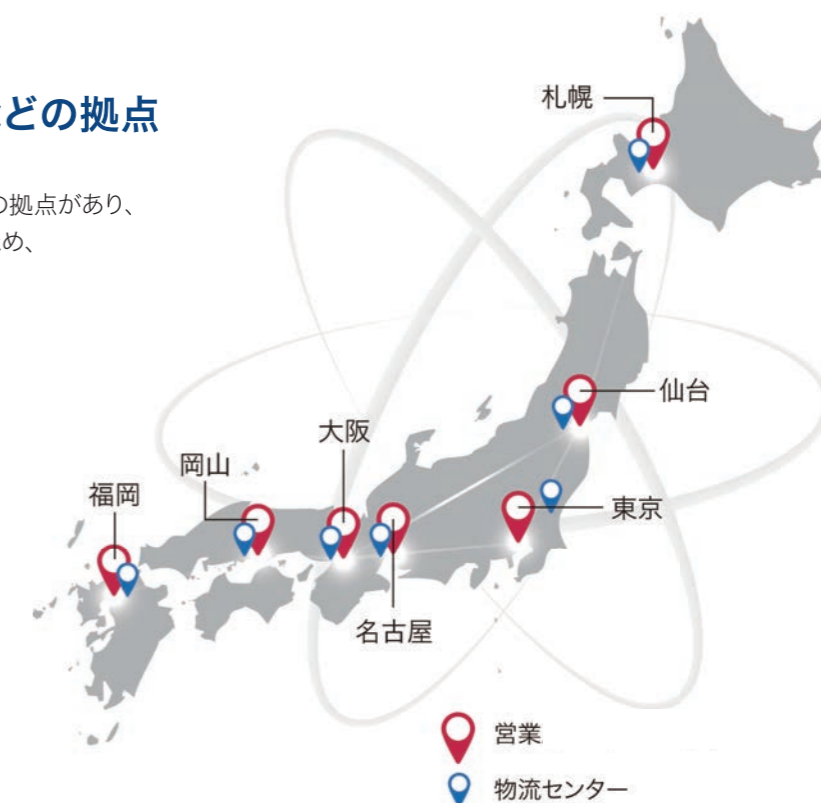 どの拠点
の拠点があり、
め、
札幌
仙台
大阪
岡山
福岡
東京
名古屋
営業
物流センター